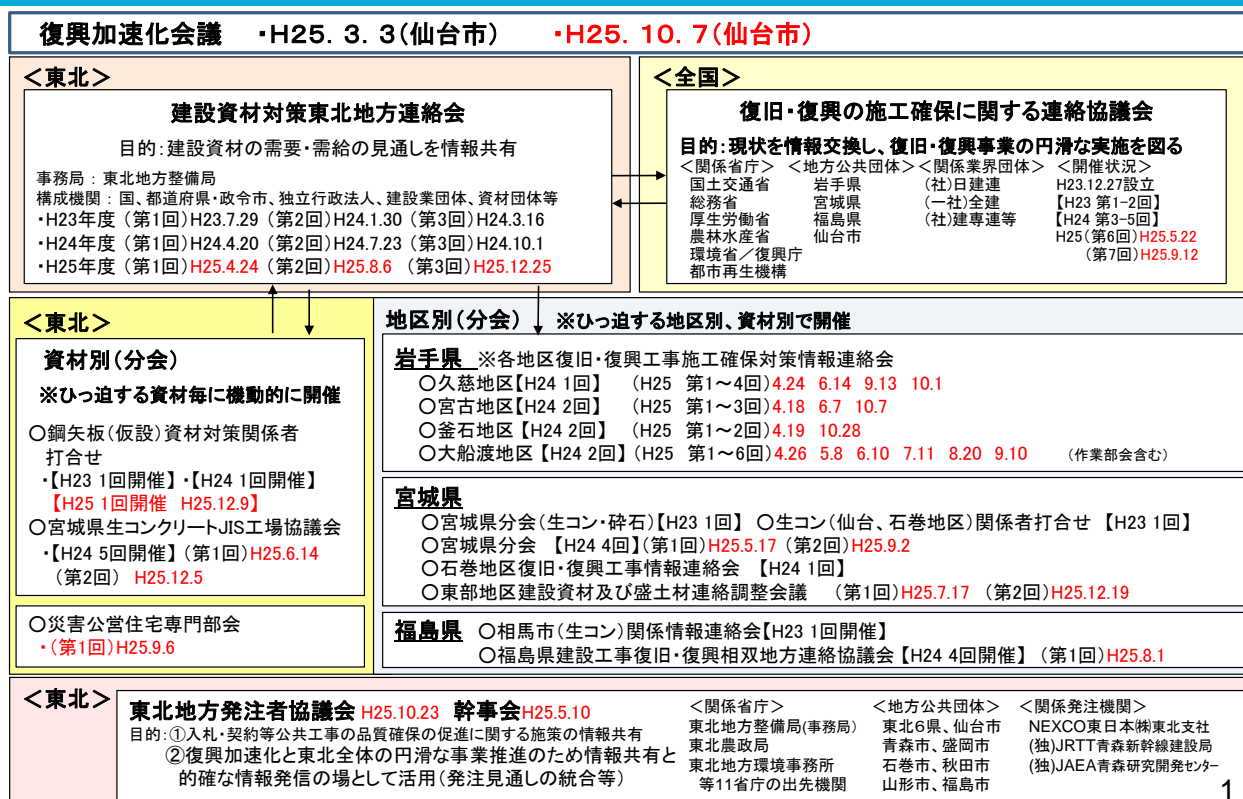 復興加速化会議 ・H25. 3. 3(仙台市) ・H25. 10. 7(仙台市)
＜東北＞
建設資材対策東北地方連絡会
目的：建設資材の需要・需給の見通しを情報共有
事務局 ： 東北地方整備局
構成機関 ： 国、都道府県・政令市、独立行政法人、建設業団体、資材団体等
・H23年度 (第1回)H23.7.29 (第2回)H24.1.30 (第3回)H24.3.16
・H24年度 (第1回)H24.4.20 (第2回)H24.7.23 (第3回)H24.10.1
・H25年度 (第1回)H25.4.24 (第2回)H25.8.6 (第3回)H25.12.25
＜全国＞
復旧・復興の施工確保に関する連絡協議会
目的：現状を情報交換し、復旧・復興事業の円滑な実施を図る
＜関係省庁＞ ＜地方公共団体＞ ＜関係業界団体＞ ＜開催状況＞
国土交通省 岩手県 (社)日建連 H23.12.27設立
総務省 宮城県 (一社)全建 【H23 第1-2回】
厚生労働省 福島県 (社)建専連等 【H24 第3-5回】
農林水産省 仙台市 H25(第6回)H25.5.22
環境省／復興庁 (第7回)H25.9.12
都市再生機構
＜東北＞
資材別(分会)
※ひっ迫する資材毎に機動的に開催
○鋼矢板(仮設)資材対策関係者
打合せ
・【H23 1回開催】・【H24 1回開催】
【H25 1回開催 H25.12.9】
○宮城県生コンクリートJIS工場協議会
・【H24 5回開催】 (第1回)H25.6.14
(第2回) H25.12.5
○災害公営住宅専門部会
・(第1回)H25.9.6
地区別(分会) ※ひっ迫する地区別、資材別で開催
岩手県 ※各地区復旧・復興工事施工確保対策情報連絡会
○久慈地区【H24 1回】 (H25 第1～4回)4.24 6.14 9.13 10.1
○宮古地区【H24 2回】 (H25 第1～3回)4.18 6.7 10.7
○釜石地区【H24 2回】 (H25 第1～2回)4.19 10.28
○大船渡地区【H24 2回】(H25 第1～6回)4.26 5.8 6.10 7.11 8.20 9.10 (作業部会含む)
宮城県
○宮城県分会(生コン・砕石)【H23 1回】 ○生コン(仙台、石巻地区)関係者打合せ 【H23 1回】
○宮城県分会 【H24 4回】(第1回)H25.5.17 (第2回)H25.9.2
○石巻地区復旧・復興工事情報連絡会 【H24 1回】
○東部地区建設資材及び盛土材連絡調整会議 (第1回)H25.7.17 (第2回)H25.12.19
福島県 ○相馬市(生コン)関係情報連絡会【H23 1回開催】
○福島県建設工事復旧・復興相双地方連絡協議会【H24 4回開催】 (第1回)H25.8.1
＜東北＞
東北地方発注者協議会 H25.10.23 幹事会H25.5.10
目的：①入札・契約等公共工事の品質確保の促進に関する施策の情報共有
②復興加速化と東北全体の円滑な事業推進のため情報共有と
的確な情報発信の場として活用(発注見通しの統合等)
＜関係省庁＞ ＜地方公共団体＞ ＜関係発注機関＞
東北地方整備局(事務局) 東北6県、仙台市 NEXCO東日本㈱東北支社
東北農政局 青森市、盛岡市 (独)JRTT青森新幹線建設局
東北地方環境事務所 石巻市、秋田市 (独)JAEA青森研究開発ｾﾝﾀｰ
等11省庁の出先機関 山形市、福島市
1